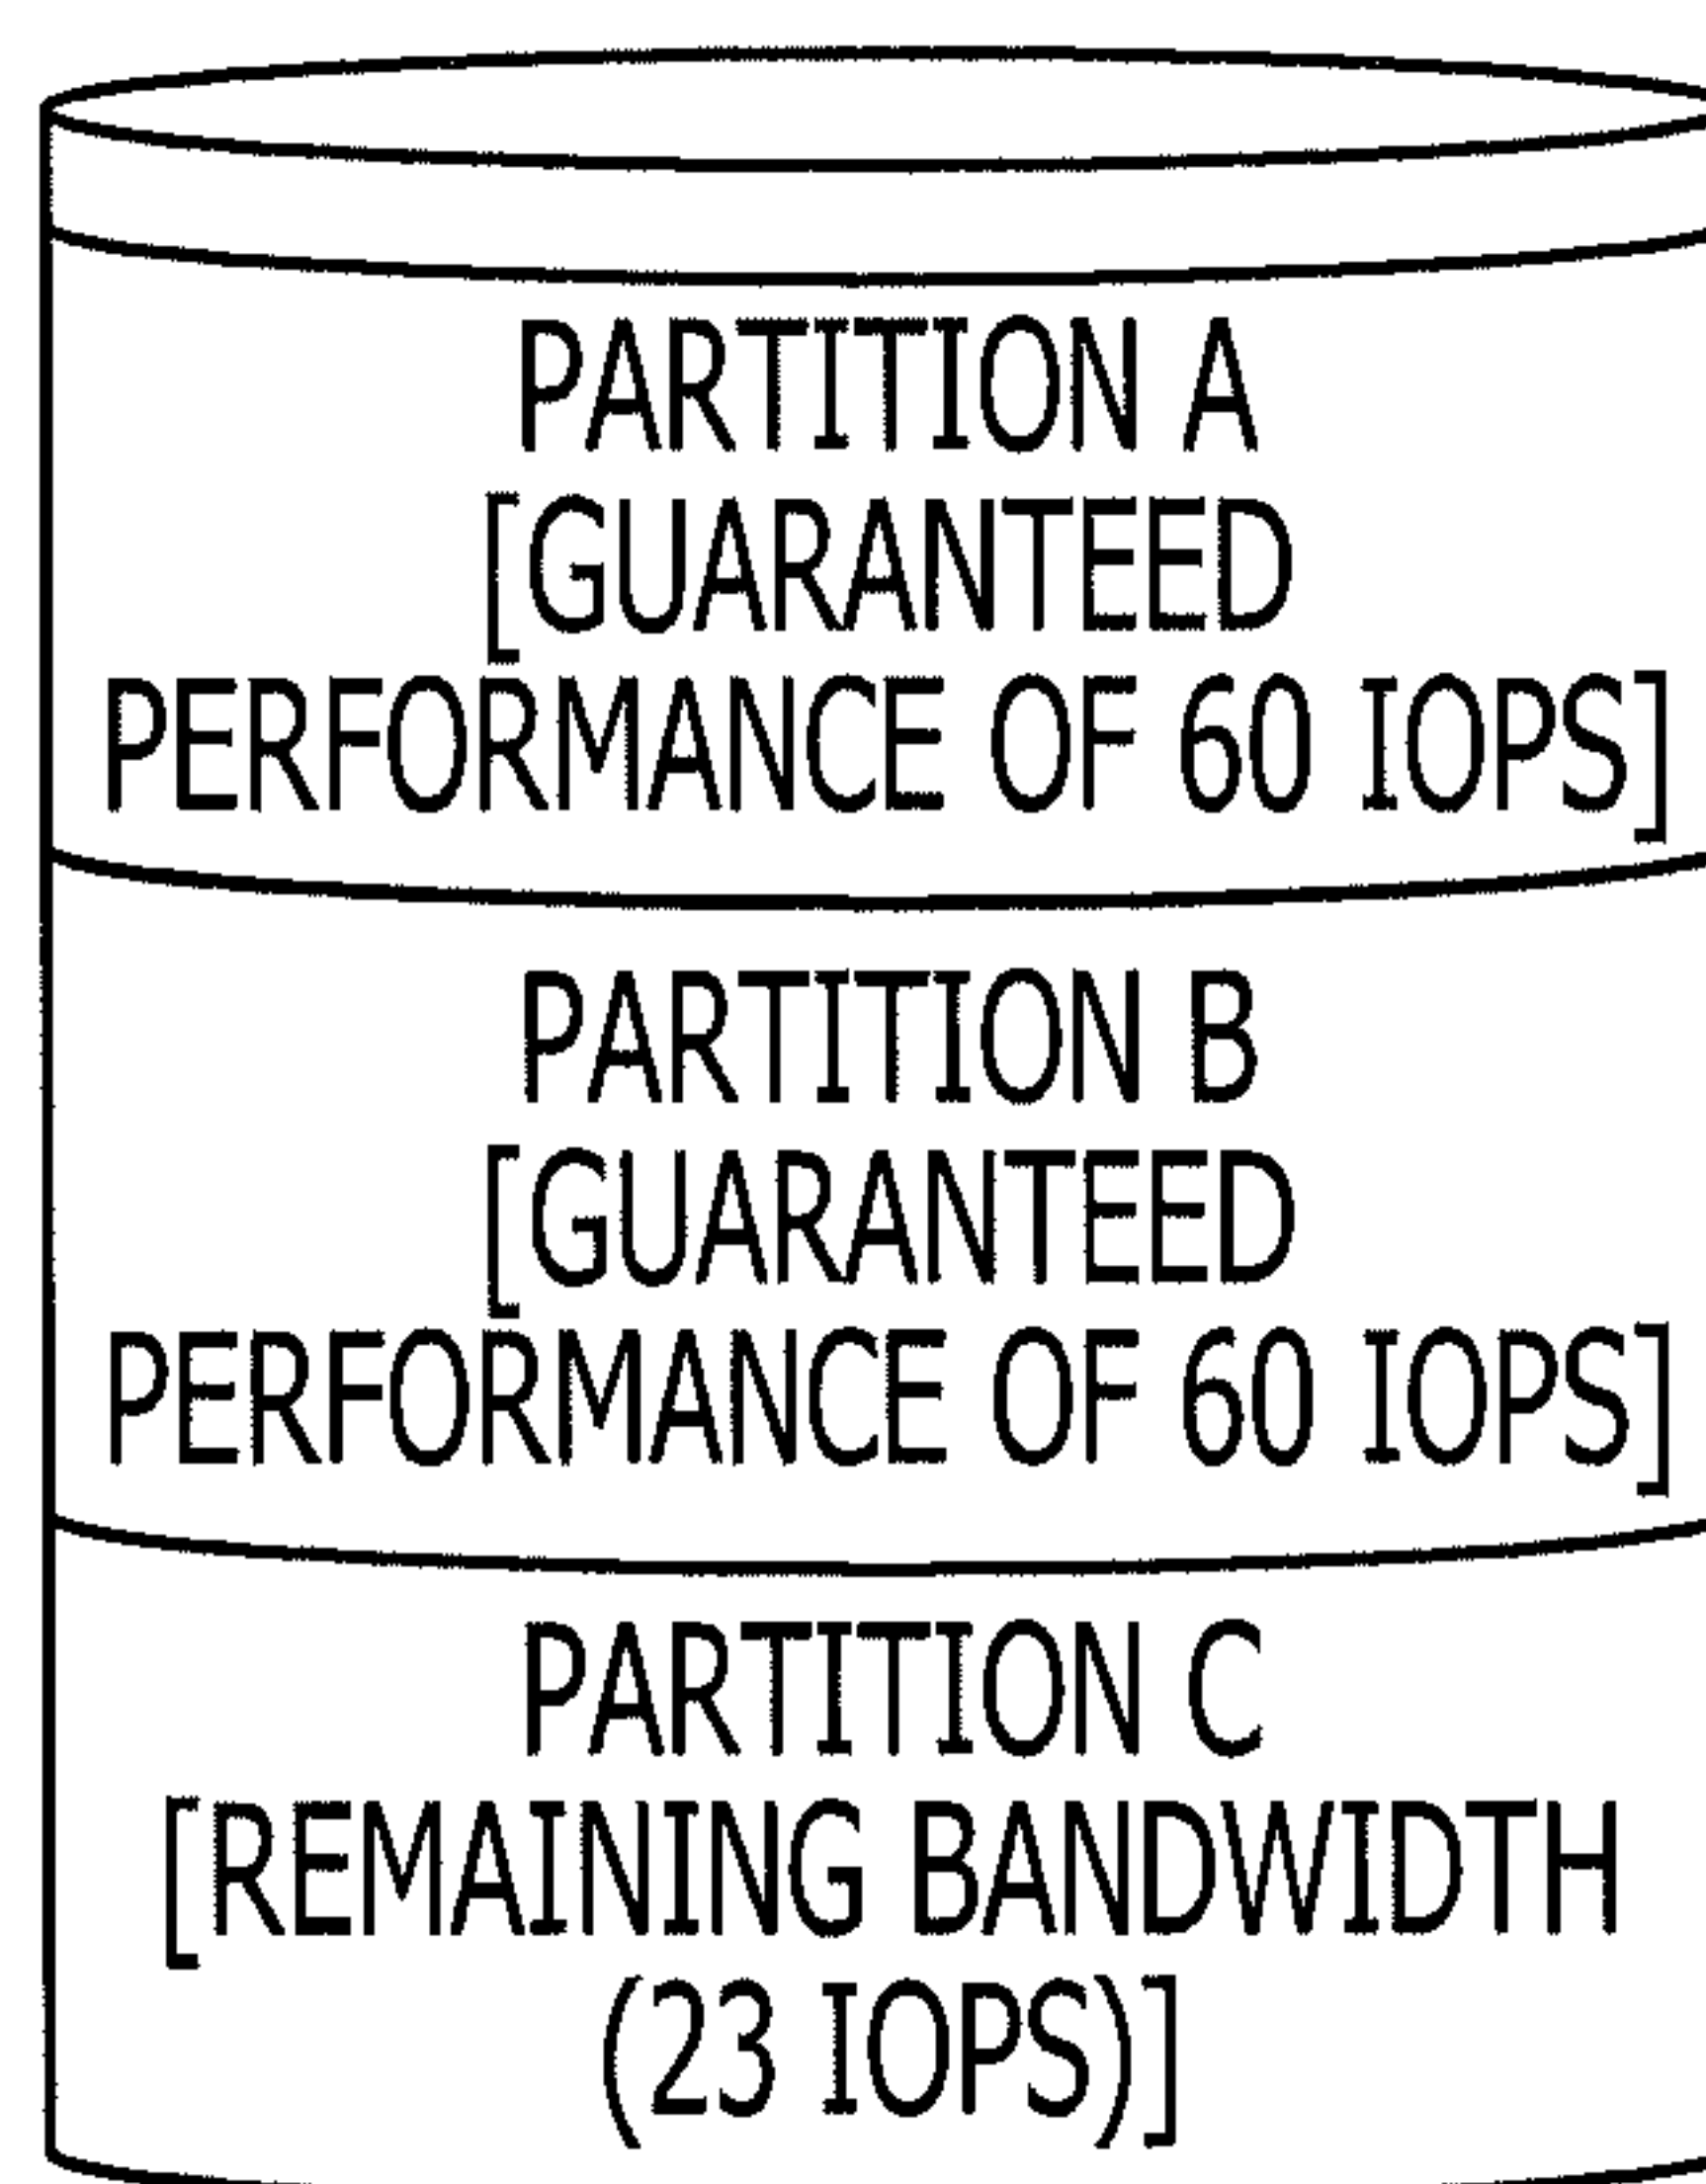 PARTITION A
[GUARANTEED
PERFORMANCE OF 60 IOPS]
PARTITION B
[GUARANTEED
PERFORMANCE OF 60 IOPS]
PARTITION C
[REMAINING BANDWIDTH
(23 IOPS)]